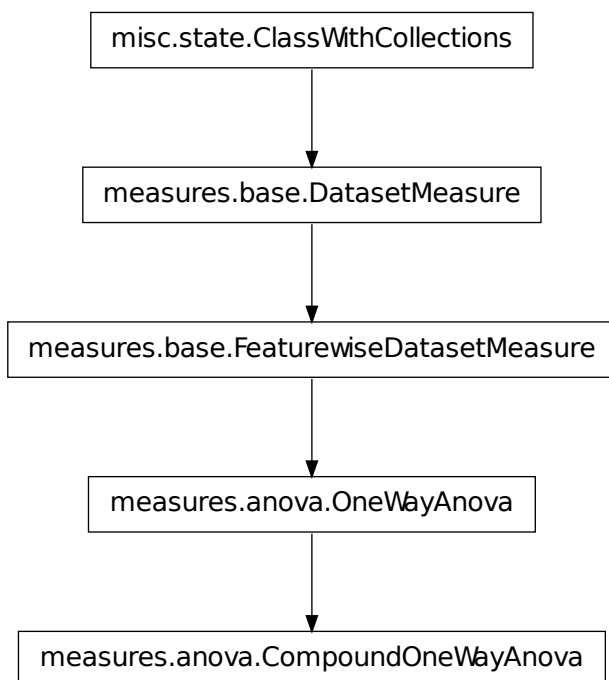 misc.state.ClassWithCollections
measures.base.DatasetMeasure
measures.base.FeaturewiseDatasetMeasure
measures.anova.OneWayAnova
measures.anova.CompoundOneWayAnova